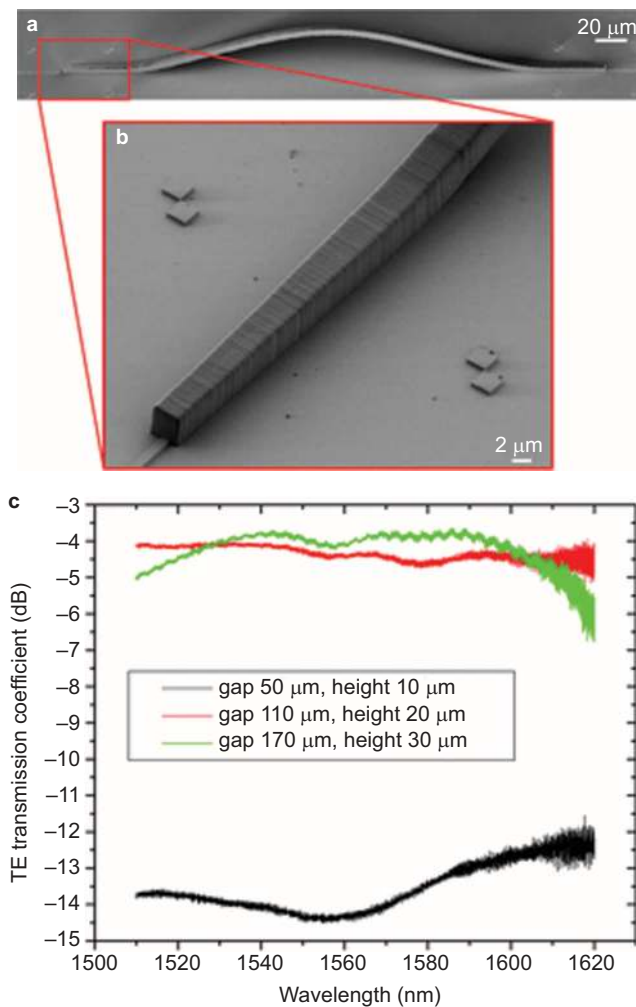 a
20 μm
b
2 μm
c
–3
–4
–5
–6
–7
–8
–9
–10
–11
–12
–13
–14
–15
TE transmission coefficient (dB)
gap 50 μm, height 10 μm
gap 110 μm, height 20 μm
gap 170 μm, height 30 μm
1500 1520 1540 1560 1580 1600 1620
Wavelength (nm)